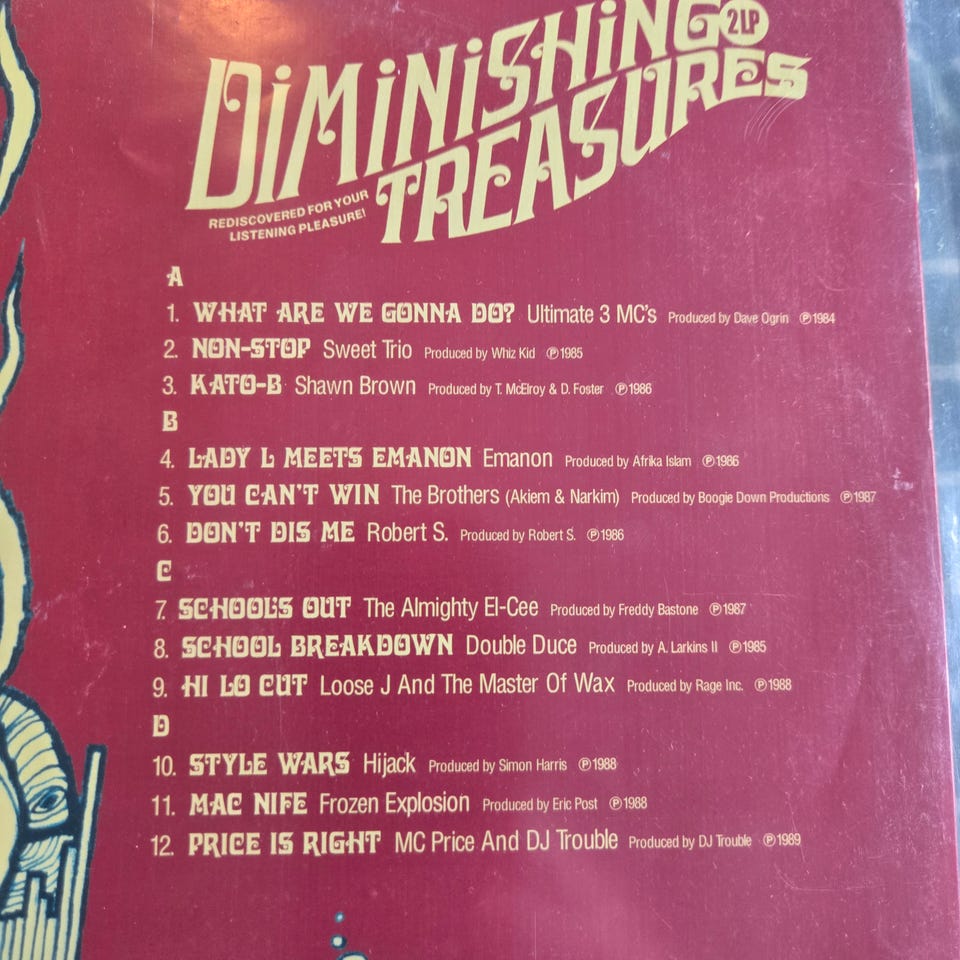 DiMiNiSHiNG 2LP
TREASURES
REDISCOVERED FOR YOUR
LISTENING PLEASURE!
A
1. WHAT ARE WE GONNA DO? Ultimate 3 MC's Produced by Dave Ogrin ℗1984
2. NON-STOP Sweet Trio Produced by Whiz Kid ℗1985
3. KATO-B Shawn Brown Produced by T. McElroy & D. Foster ℗1986
B
4. LADY L MEETS EMANON Emanon Produced by Afrika Islam ℗1986
5. YOU CAN'T WIN The Brothers (Akiem & Narkim) Produced by Boogie Down Productions ℗1987
6. DON'T DIS ME Robert S. Produced by Robert S. ℗1986
C
7. SCHOOL'S OUT The Almighty El-Cee Produced by Freddy Bastone ℗1987
8. SCHOOL BREAKDOWN Double Duce Produced by A. Larkins II ℗1985
9. HI LO CUT Loose J And The Master Of Wax Produced by Rage Inc. ℗1988
D
10. STYLE WARS Hijack Produced by Simon Harris ℗1988
11. MAC NIFE Frozen Explosion Produced by Eric Post ℗1988
12. PRICE IS RIGHT MC Price And DJ Trouble Produced by DJ Trouble ℗1989